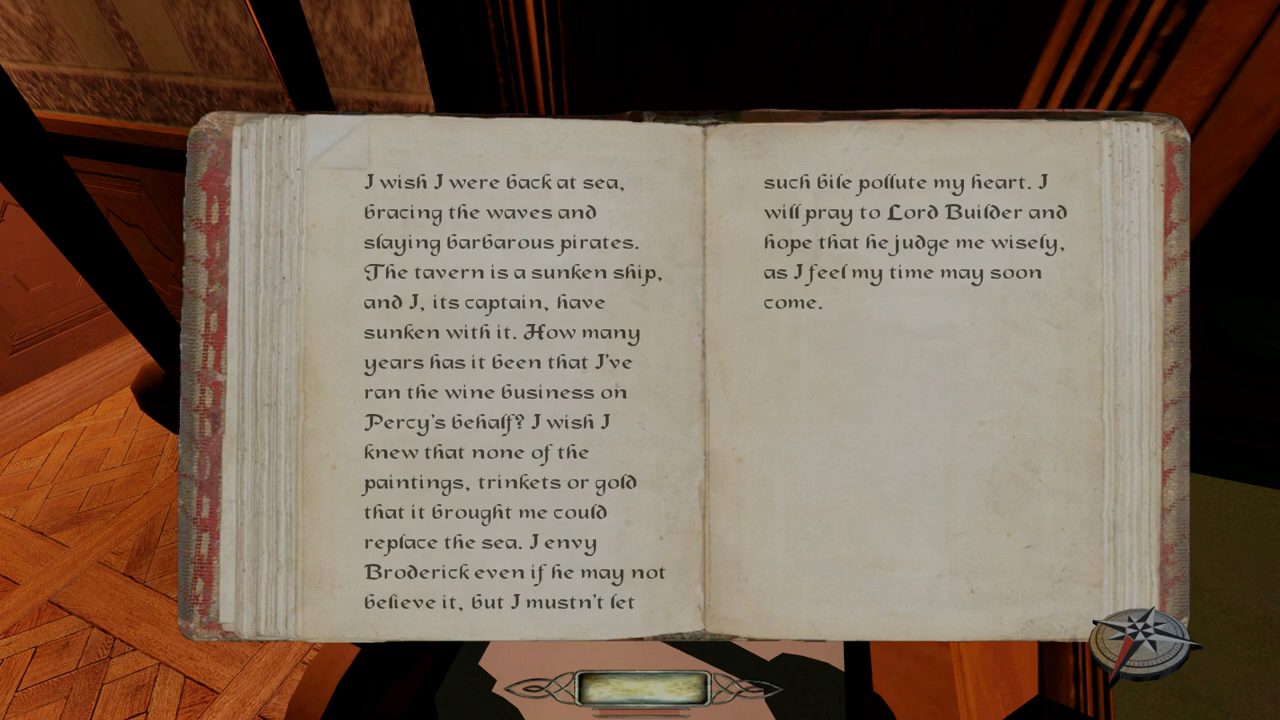 I wish I were back at sea,
bracing the waves and
slaying barbarous pirates.
The tavern is a sunken ship,
and I, its captain, have
sunken with it. How many
years has it been that I've
ran the wine business on
Percy's behalf? I wish I
knew that none of the
paintings, trinkets or gold
that it brought me could
replace the sea. I envy
Broderick even if he may not
believe it, but I mustn't let
such bile pollute my heart. I
will pray to Lord Builder and
hope that he judge me wisely,
as I feel my time may soon
come.